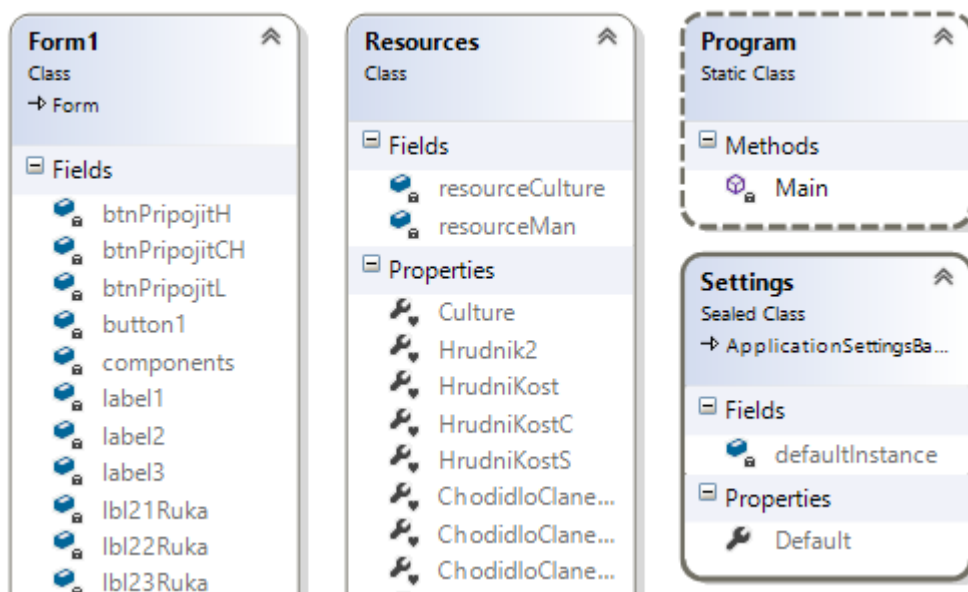 Form1
Class
Form
Fields
btnPripojitH
btnPripojitCH
btnPripojitL
button1
components
label1
label2
label3
lbl21Ruka
lbl22Ruka
lbl23Ruka
Resources
Class
Fields
resourceCulture
resourceMan
Properties
Culture
Hrudnik2
HrudniKost
HrudniKostC
HrudniKostS
ChodidloClane...
ChodidloClane...
ChodidloClane...
Program
Static Class
Methods
Main
Settings
Sealed Class
ApplicationSettingsBa...
Fields
defaultInstance
Properties
Default